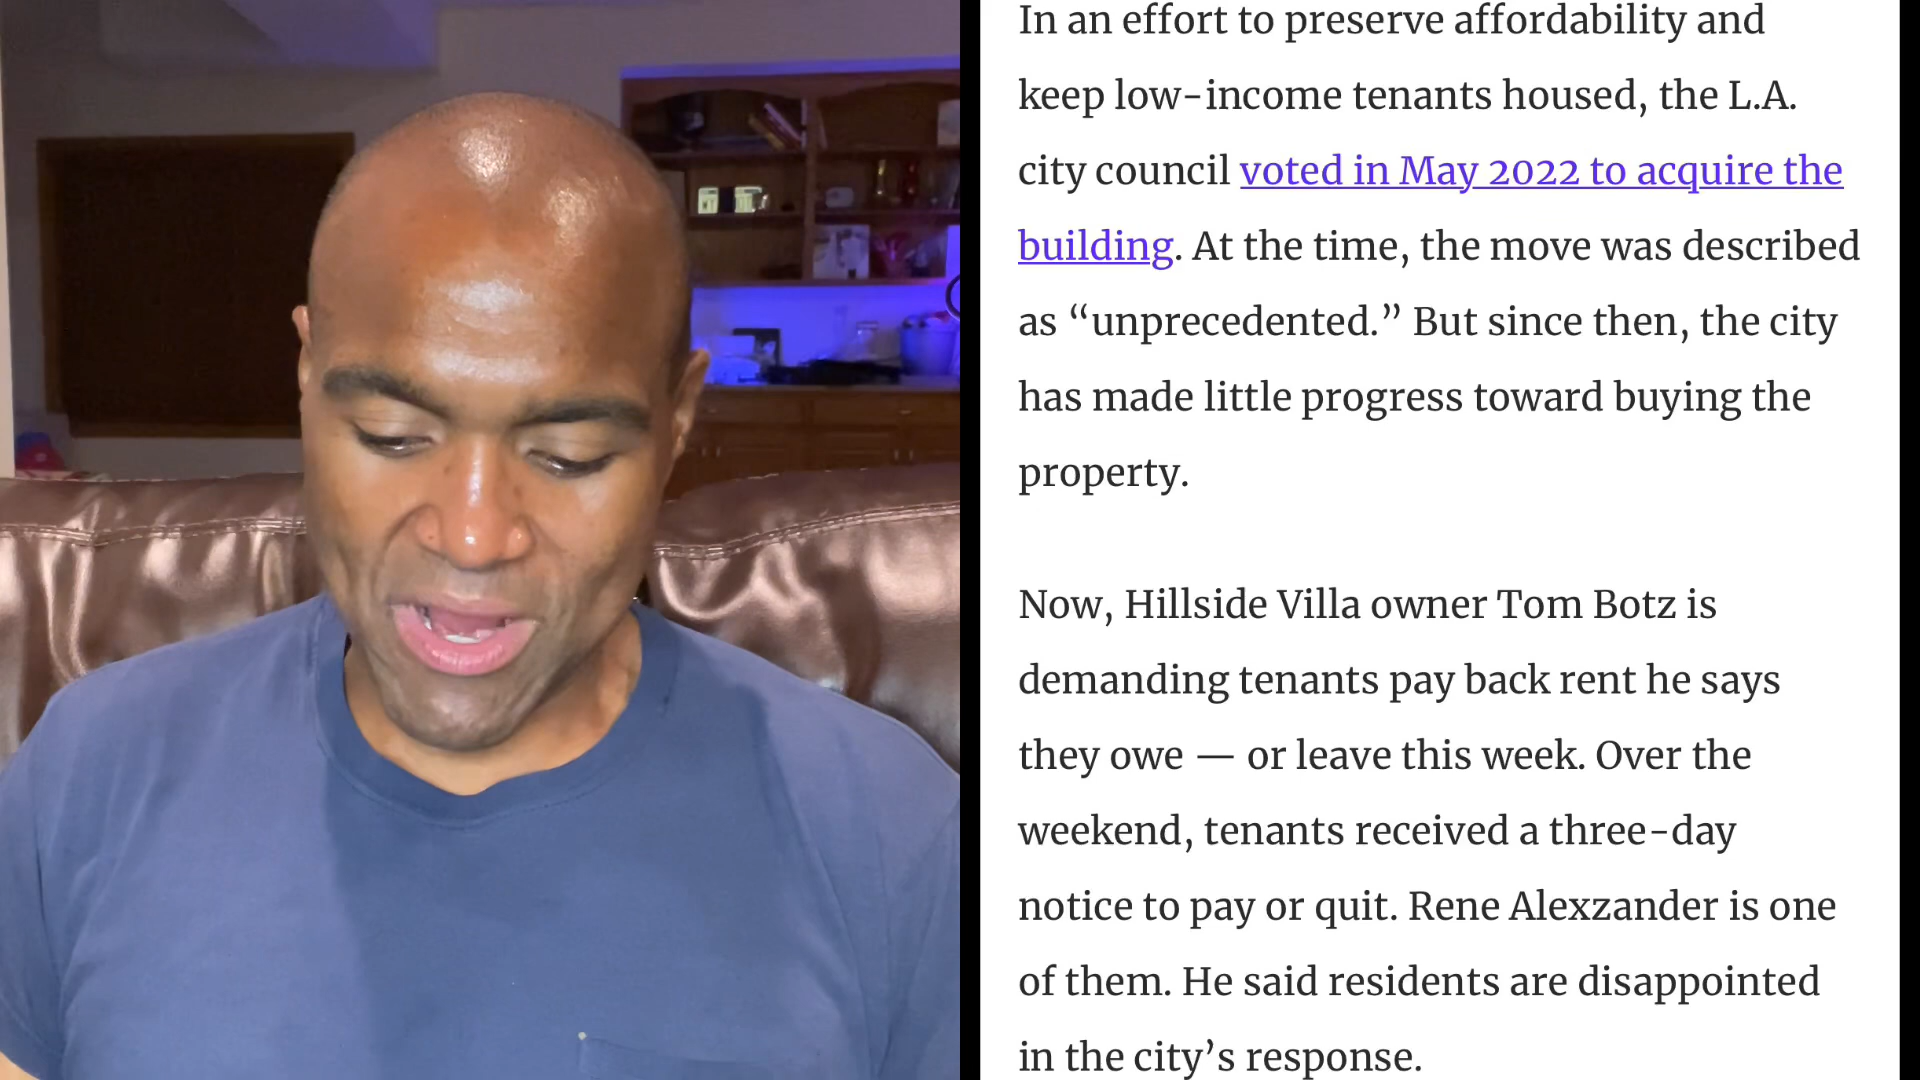 In an effort to preserve affordability and
keep low-income tenants housed, the L.A.
city council voted in May 2022 to acquire the
building. At the time, the move was described
as “unprecedented.” But since then, the city
has made little progress toward buying the
property.
Now, Hillside Villa owner Tom Botz is
demanding tenants pay back rent he says
they owe — or leave this week. Over the
weekend, tenants received a three-day
notice to pay or quit. Rene Alexzander is one
of them. He said residents are disappointed
in the city’s response.